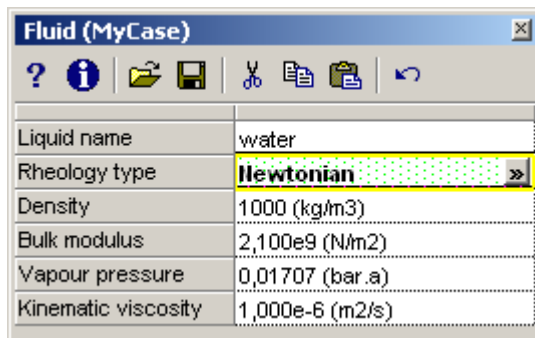 Fluid (MyCase)
Liquid name water
Rheology type Newtonian
Density 1000 (kg/m3)
Bulk modulus 2,100e9 (N/m2)
Vapour pressure 0,01707 (bar.a)
Kinematic viscosity 1,000e-6 (m2/s)